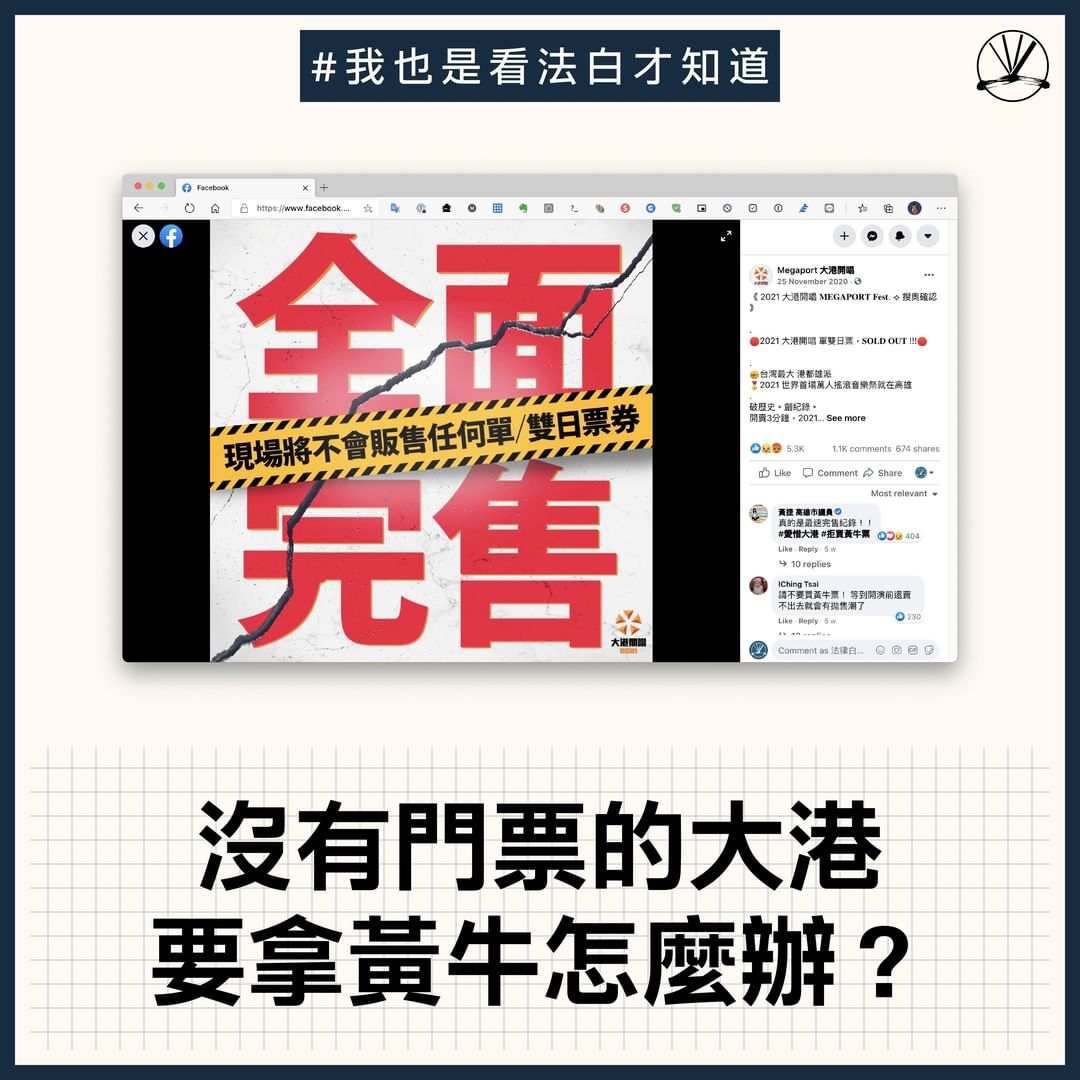 #我也是看法白才知道
Facebook
https://www.facebook....
全面
現場將不會販售任何單/雙日票券
完售
大港開唱
2021
Megaport 大港開唱
25 November 2020
《 2021 大港開唱 MEGAPORT Fest. ⟡ 搜奧確認
》
.
🔴2021 大港開唱 單雙日票,SOLD OUT !!!🔴
.
台灣最大 港都雄派
2021 世界首場萬人搖滾音樂祭就在高雄
.
破歷史。創紀錄。
開賣3分鐘,2021... See more
5.3K 1.1K comments 674 shares
Like Comment Share
Most relevant
黃捷 高雄市議員
真的是最速完售紀錄!!
#愛惜大港 #拒買黃牛票 404
Like · Reply · 5 w
10 replies
IChing Tsai
請不要買黃牛票! 等到開演前還賣
不出去就會有拋售潮了
230
Like · Reply · 5 w
Comment as 法律白...
沒有門票的大港
要拿黃牛怎麼辦?